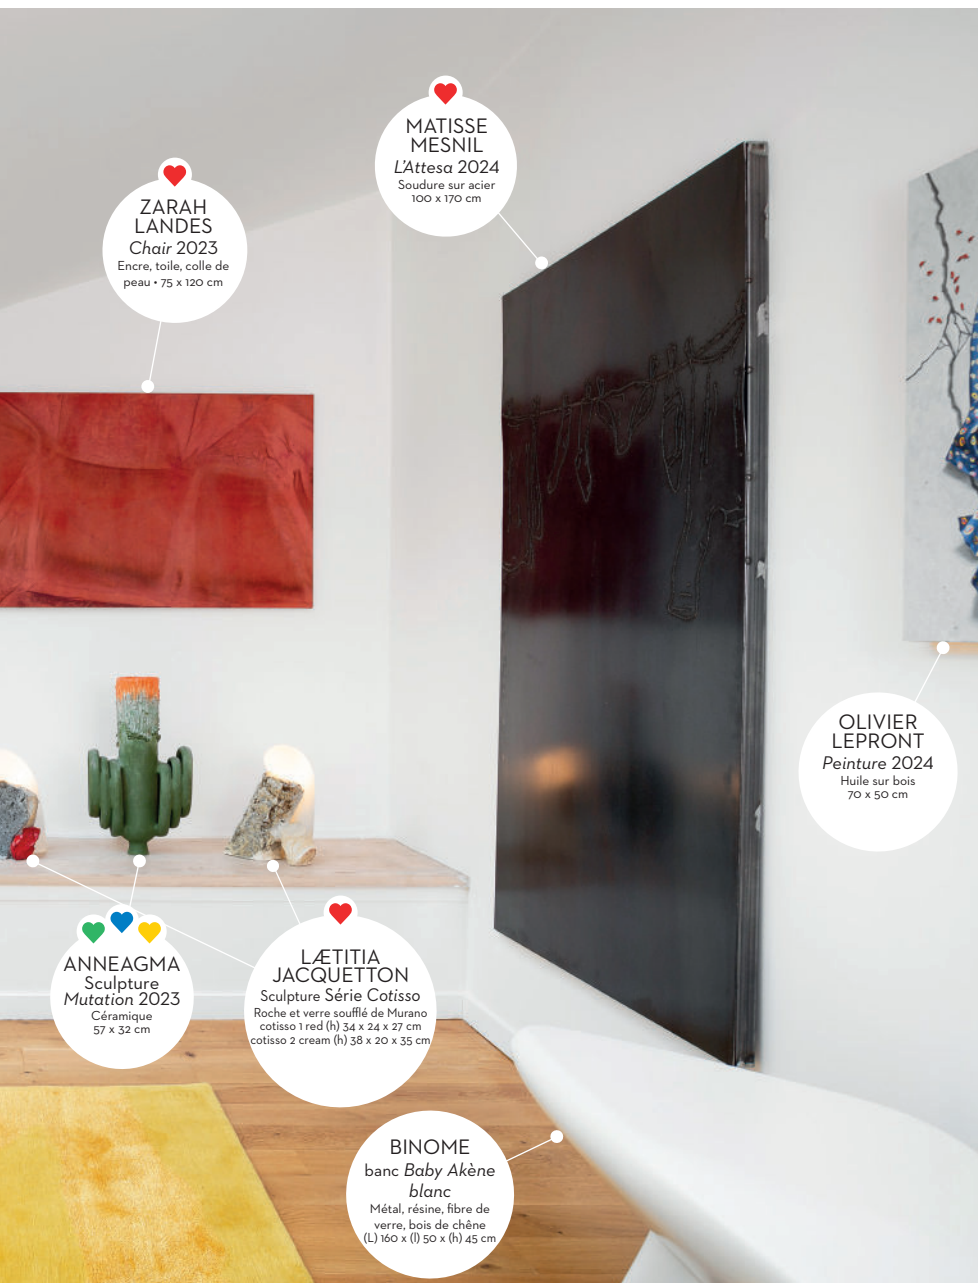 MATISSE
MESNIL
L'Attesa 2024
Soudure sur acier
100 x 170 cm
ZARAH
LANDES
Chair 2023
Encre, toile, colle de
peau • 75 x 120 cm
OLIVIER
LEPRONT
Peinture 2024
Huile sur bois
70 x 50 cm
ANNEAGMA
Sculpture
Mutation 2023
Céramique
57 x 32 cm
LÆTITIA
JACQUETTON
Sculpture Série Cotisso
Roche et verre soufflé de Murano
cotisso 1 red (h) 34 x 24 x 27 cm
cotisso 2 cream (h) 38 x 20 x 35 cm
BINOME
banc Baby Akène
blanc
Métal, résine, fibre de
verre, bois de chêne
(L) 160 x (l) 50 x (h) 45 cm